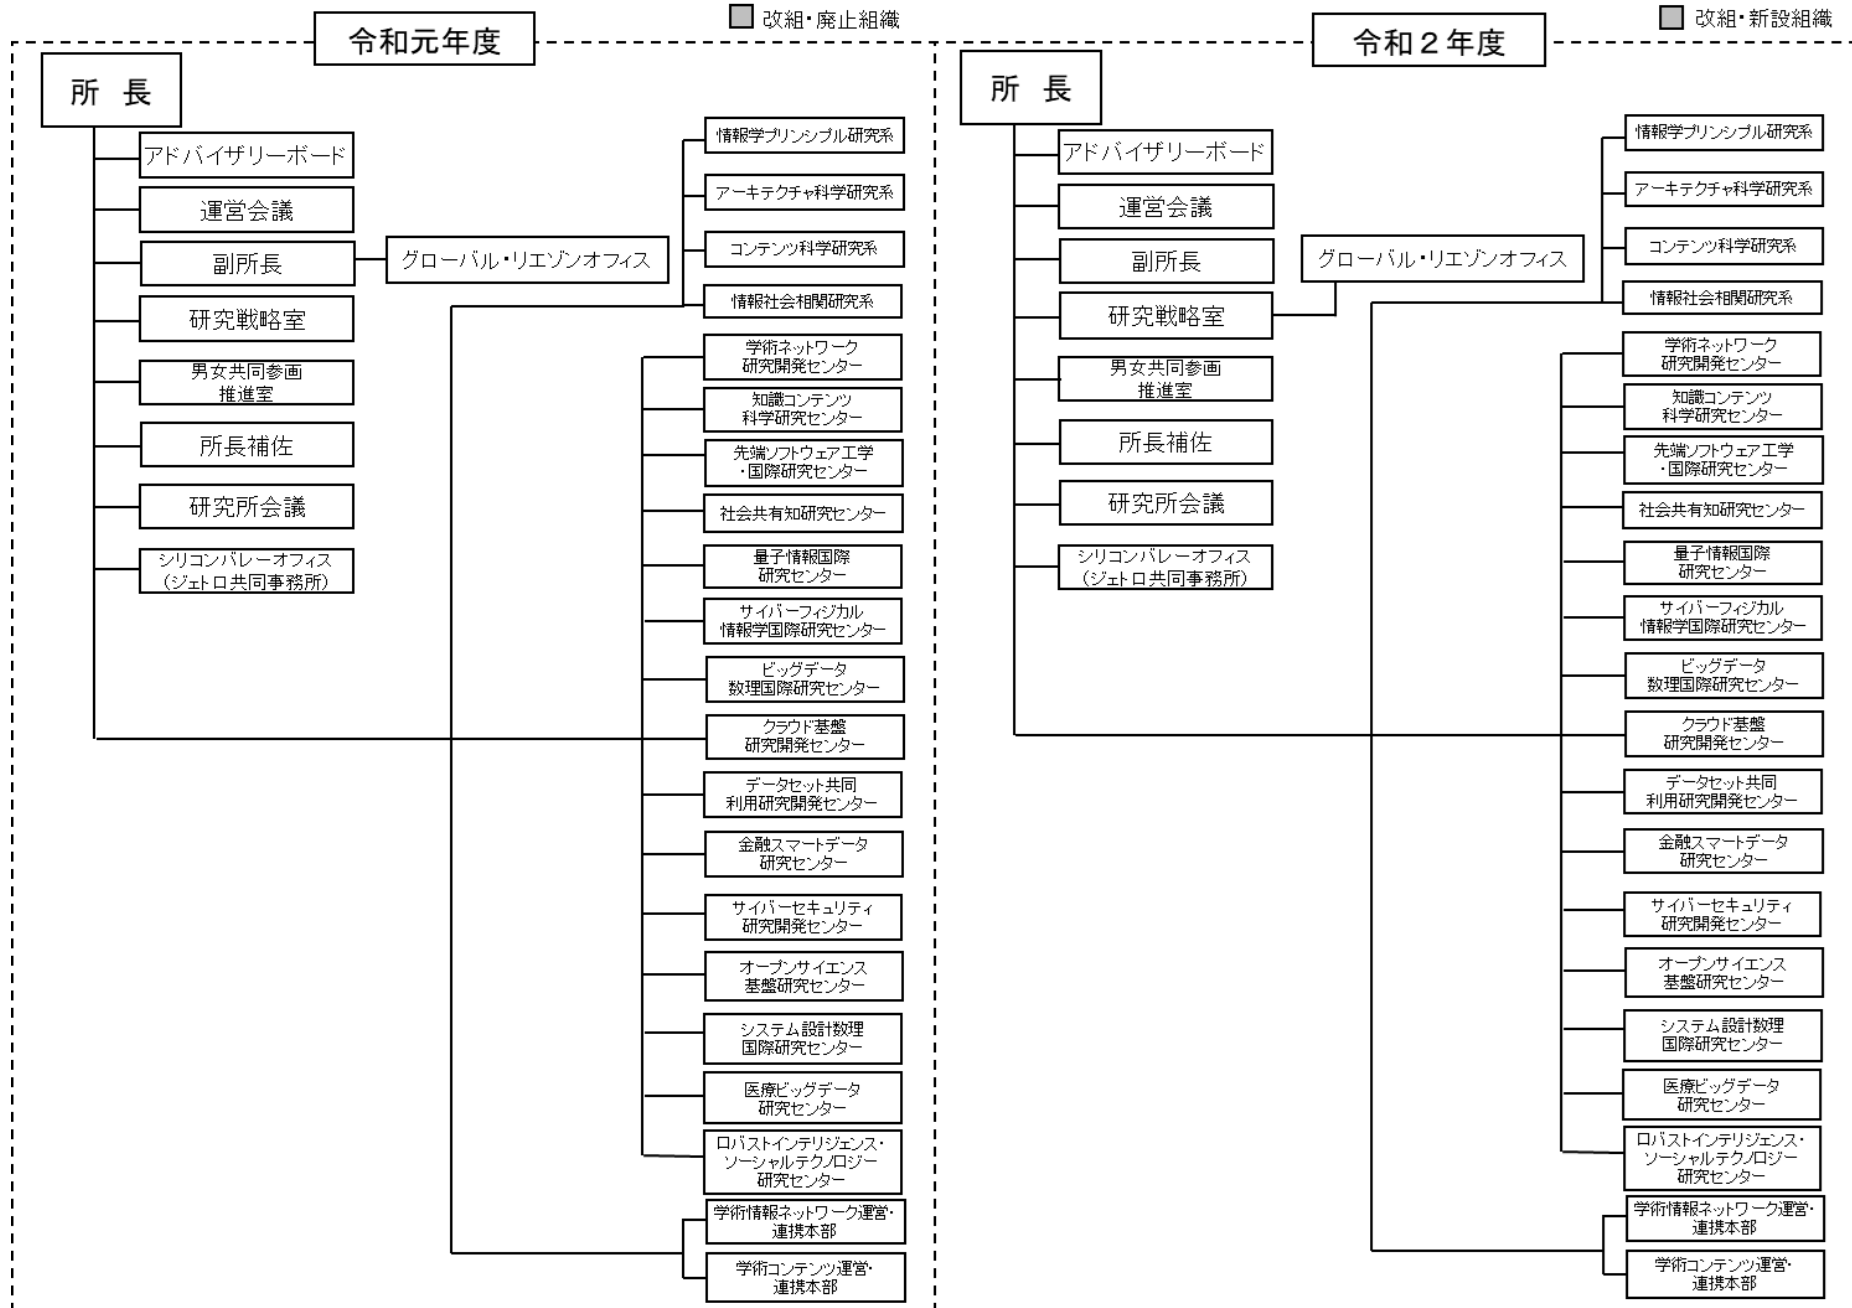 令和元年度
改組・廃止組織
所 長
アドバイザリーボード
運営会議
副所長
グローバル・リエゾンオフィス
研究戦略室
男女共同参画
推進室
所長補佐
研究所会議
シリコンバレーオフィス
(ジェトロ共同事務所)
情報学プリンシプル研究系
アーキテクチャ科学研究系
コンテンツ科学研究系
情報社会相関研究系
学術ネットワーク
研究開発センター
知識コンテンツ
科学研究センター
先端ソフトウェア工学
・国際研究センター
社会共有知研究センター
量子情報国際
研究センター
サイバーフィジカル
情報学国際研究センター
ビッグデータ
数理国際研究センター
クラウド基盤
研究開発センター
データセット共同
利用研究開発センター
金融スマートデータ
研究センター
サイバーセキュリティ
研究開発センター
オープンサイエンス
基盤研究センター
システム設計数理
国際研究センター
医療ビッグデータ
研究センター
ロバストインテリジェンス・
ソーシャルテクノロジー
研究センター
学術情報ネットワーク運営・
連携本部
学術コンテンツ運営・
連携本部
令和２年度
改組・新設組織
所 長
アドバイザリーボード
運営会議
副所長
グローバル・リエゾンオフィス
研究戦略室
男女共同参画
推進室
所長補佐
研究所会議
シリコンバレーオフィス
(ジェトロ共同事務所)
情報学プリンシプル研究系
アーキテクチャ科学研究系
コンテンツ科学研究系
情報社会相関研究系
学術ネットワーク
研究開発センター
知識コンテンツ
科学研究センター
先端ソフトウェア工学
・国際研究センター
社会共有知研究センター
量子情報国際
研究センター
サイバーフィジカル
情報学国際研究センター
ビッグデータ
数理国際研究センター
クラウド基盤
研究開発センター
データセット共同
利用研究開発センター
金融スマートデータ
研究センター
サイバーセキュリティ
研究開発センター
オープンサイエンス
基盤研究センター
システム設計数理
国際研究センター
医療ビッグデータ
研究センター
ロバストインテリジェンス・
ソーシャルテクノロジー
研究センター
学術情報ネットワーク運営・
連携本部
学術コンテンツ運営・
連携本部